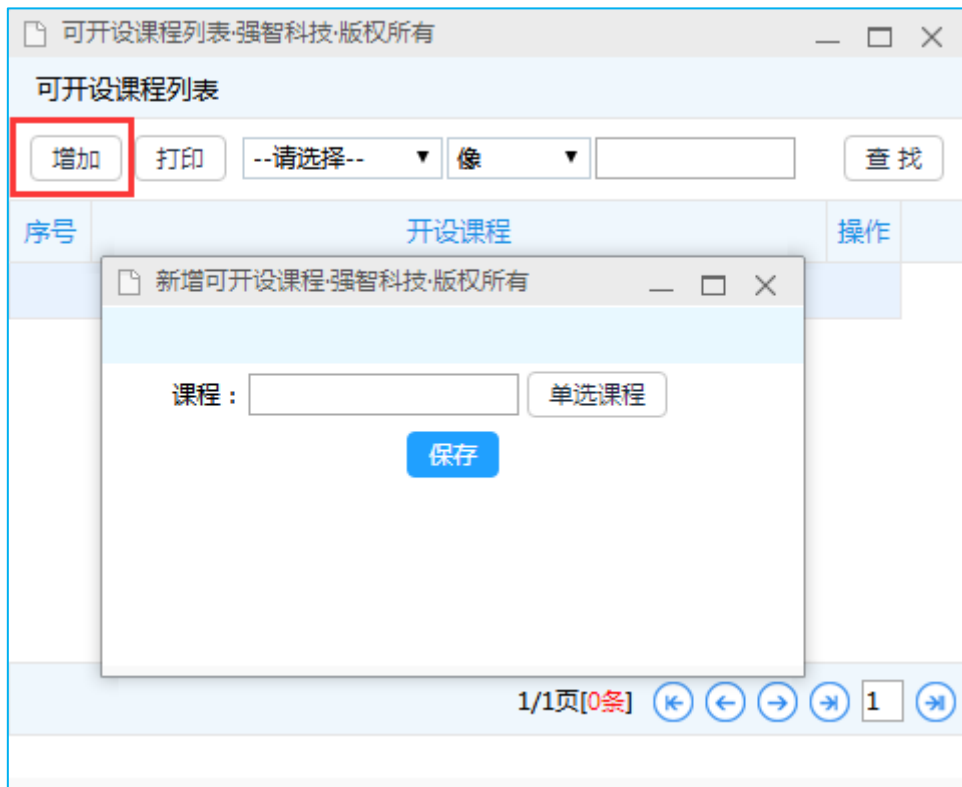 可开设课程列表·强智科技·版权所有
可开设课程列表
增加 打印 --请选择-- 像 查 找
序号 开设课程 操作
新增可开设课程·强智科技·版权所有
课程： 单选课程
保存
1/1页[0条] 1